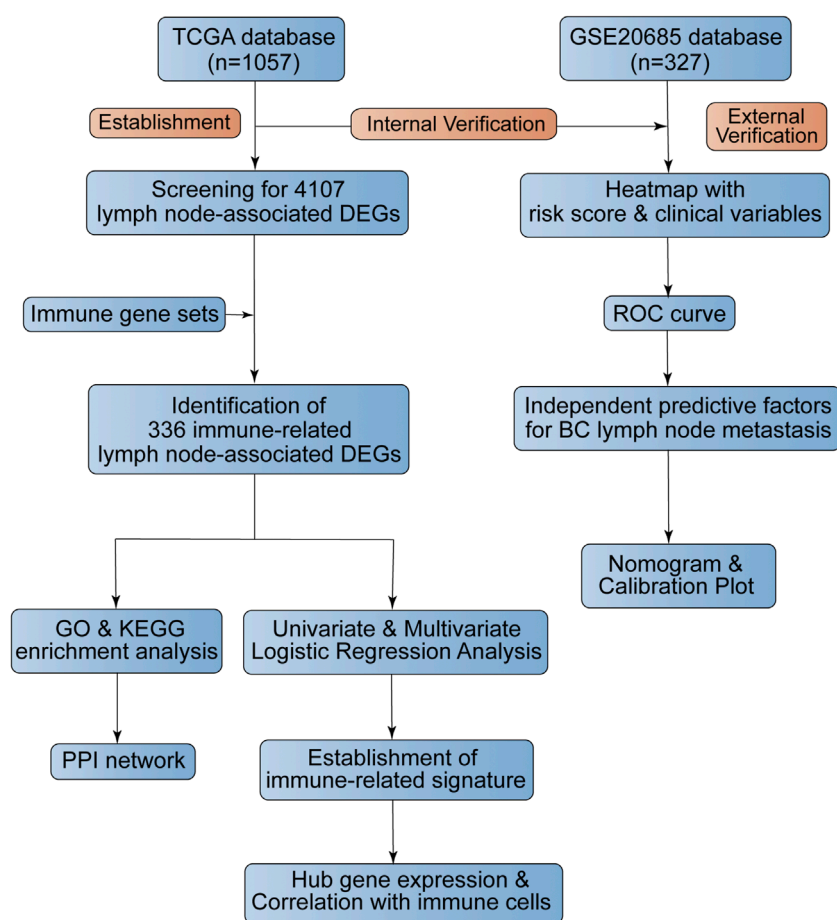 TCGA database
(n=1057)
GSE20685 database
(n=327)
Establishment
Internal Verification
External
Verification
Screening for 4107
lymph node-associated DEGs
Heatmap with
risk score & clinical variables
Immune gene sets
ROC curve
Identification of
336 immune-related
lymph node-associated DEGs
Independent predictive factors
for BC lymph node metastasis
Nomogram &
Calibration Plot
GO & KEGG
enrichment analysis
Univariate & Multivariate
Logistic Regression Analysis
PPI network
Establishment of
immune-related signature
Hub gene expression &
Correlation with immune cells